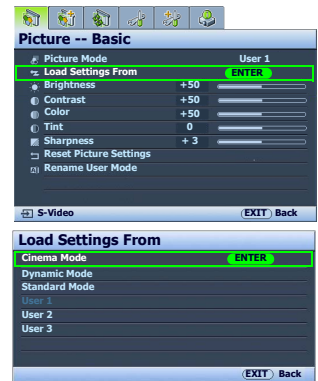 Picture -- Basic
Picture Mode User 1
Load Settings From ENTER
Brightness +50
Contrast +50
Color +50
Tint 0
Sharpness + 3
Reset Picture Settings
Rename User Mode
S-Video EXIT Back
Load Settings From
Cinema Mode ENTER
Dynamic Mode
Standard Mode
User 1
User 2
User 3
EXIT Back